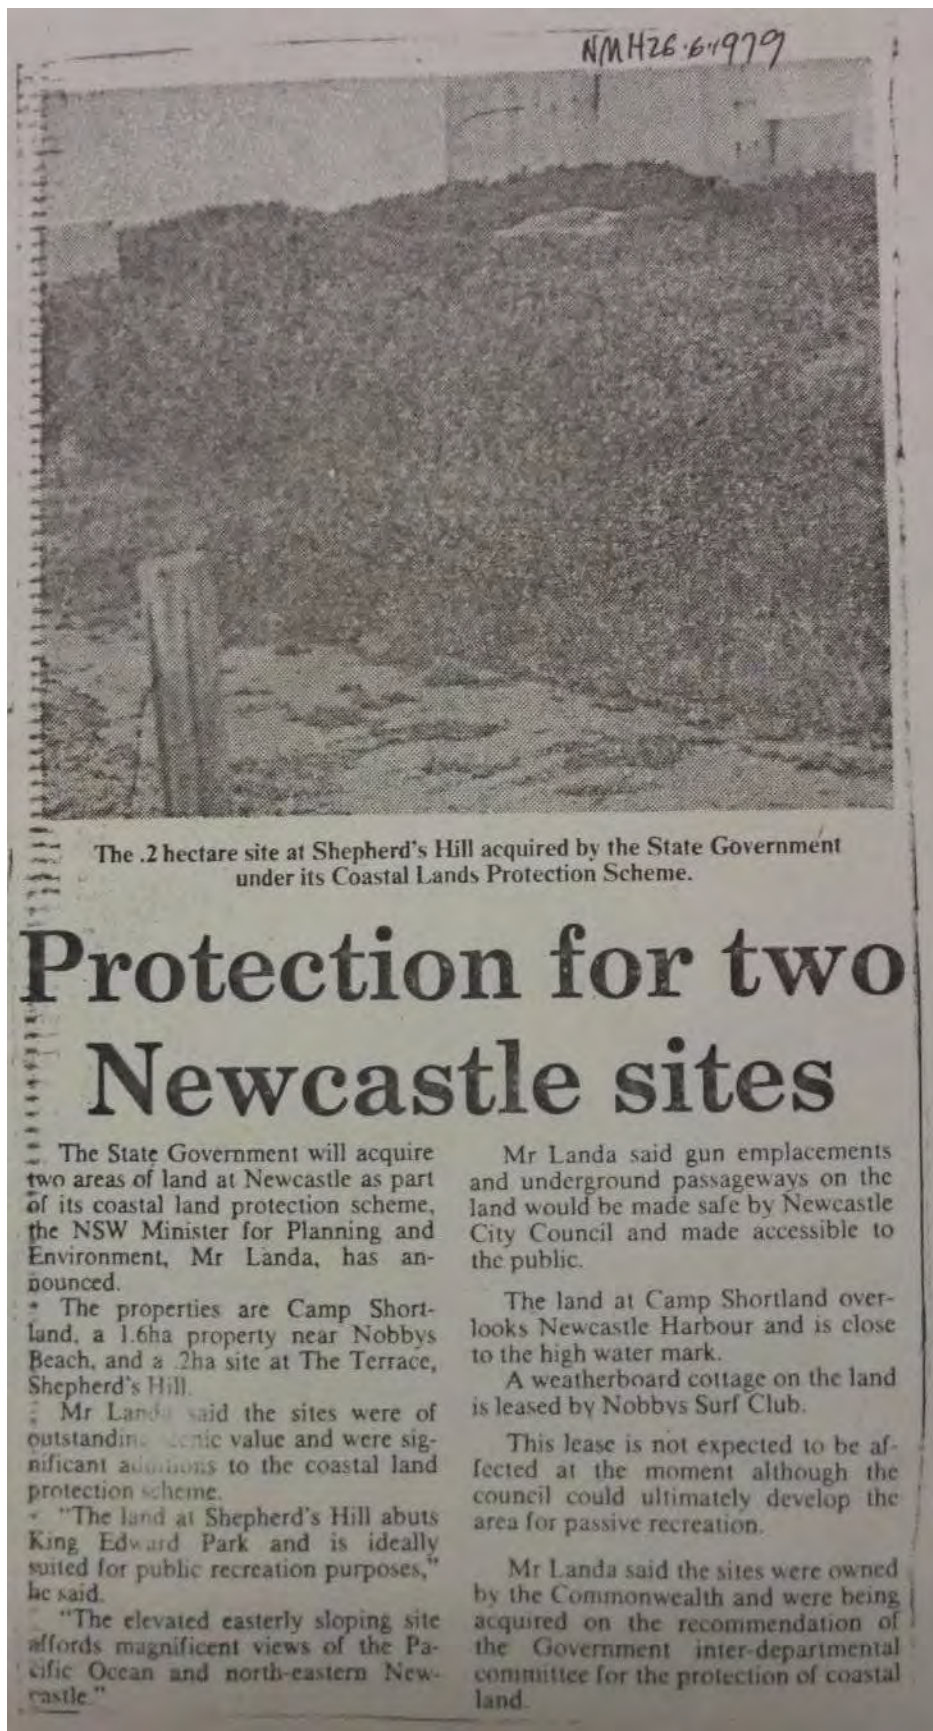 NMH 26.6.1979
The .2 hectare site at Shepherd's Hill acquired by the State Government
under its Coastal Lands Protection Scheme.
Protection for two
Newcastle sites
The State Government will acquire
two areas of land at Newcastle as part
of its coastal land protection scheme,
the NSW Minister for Planning and
Environment, Mr Landa, has an-
nounced.
The properties are Camp Short-
land, a 1.6ha property near Nobbys
Beach, and a .2ha site at The Terrace,
Shepherd's Hill.
Mr Landa said the sites were of
outstanding scenic value and were sig-
nificant additions to the coastal land
protection scheme.
"The land at Shepherd's Hill abuts
King Edward Park and is ideally
suited for public recreation purposes,"
he said.
"The elevated easterly sloping site
affords magnificent views of the Pa-
cific Ocean and north-eastern New-
castle."
Mr Landa said gun emplacements
and underground passageways on the
land would be made safe by Newcastle
City Council and made accessible to
the public.
The land at Camp Shortland over-
looks Newcastle Harbour and is close
to the high water mark.
A weatherboard cottage on the land
is leased by Nobbys Surf Club.
This lease is not expected to be af-
fected at the moment although the
council could ultimately develop the
area for passive recreation.
Mr Landa said the sites were owned
by the Commonwealth and were being
acquired on the recommendation of
the Government inter-departmental
committee for the protection of coastal
land.